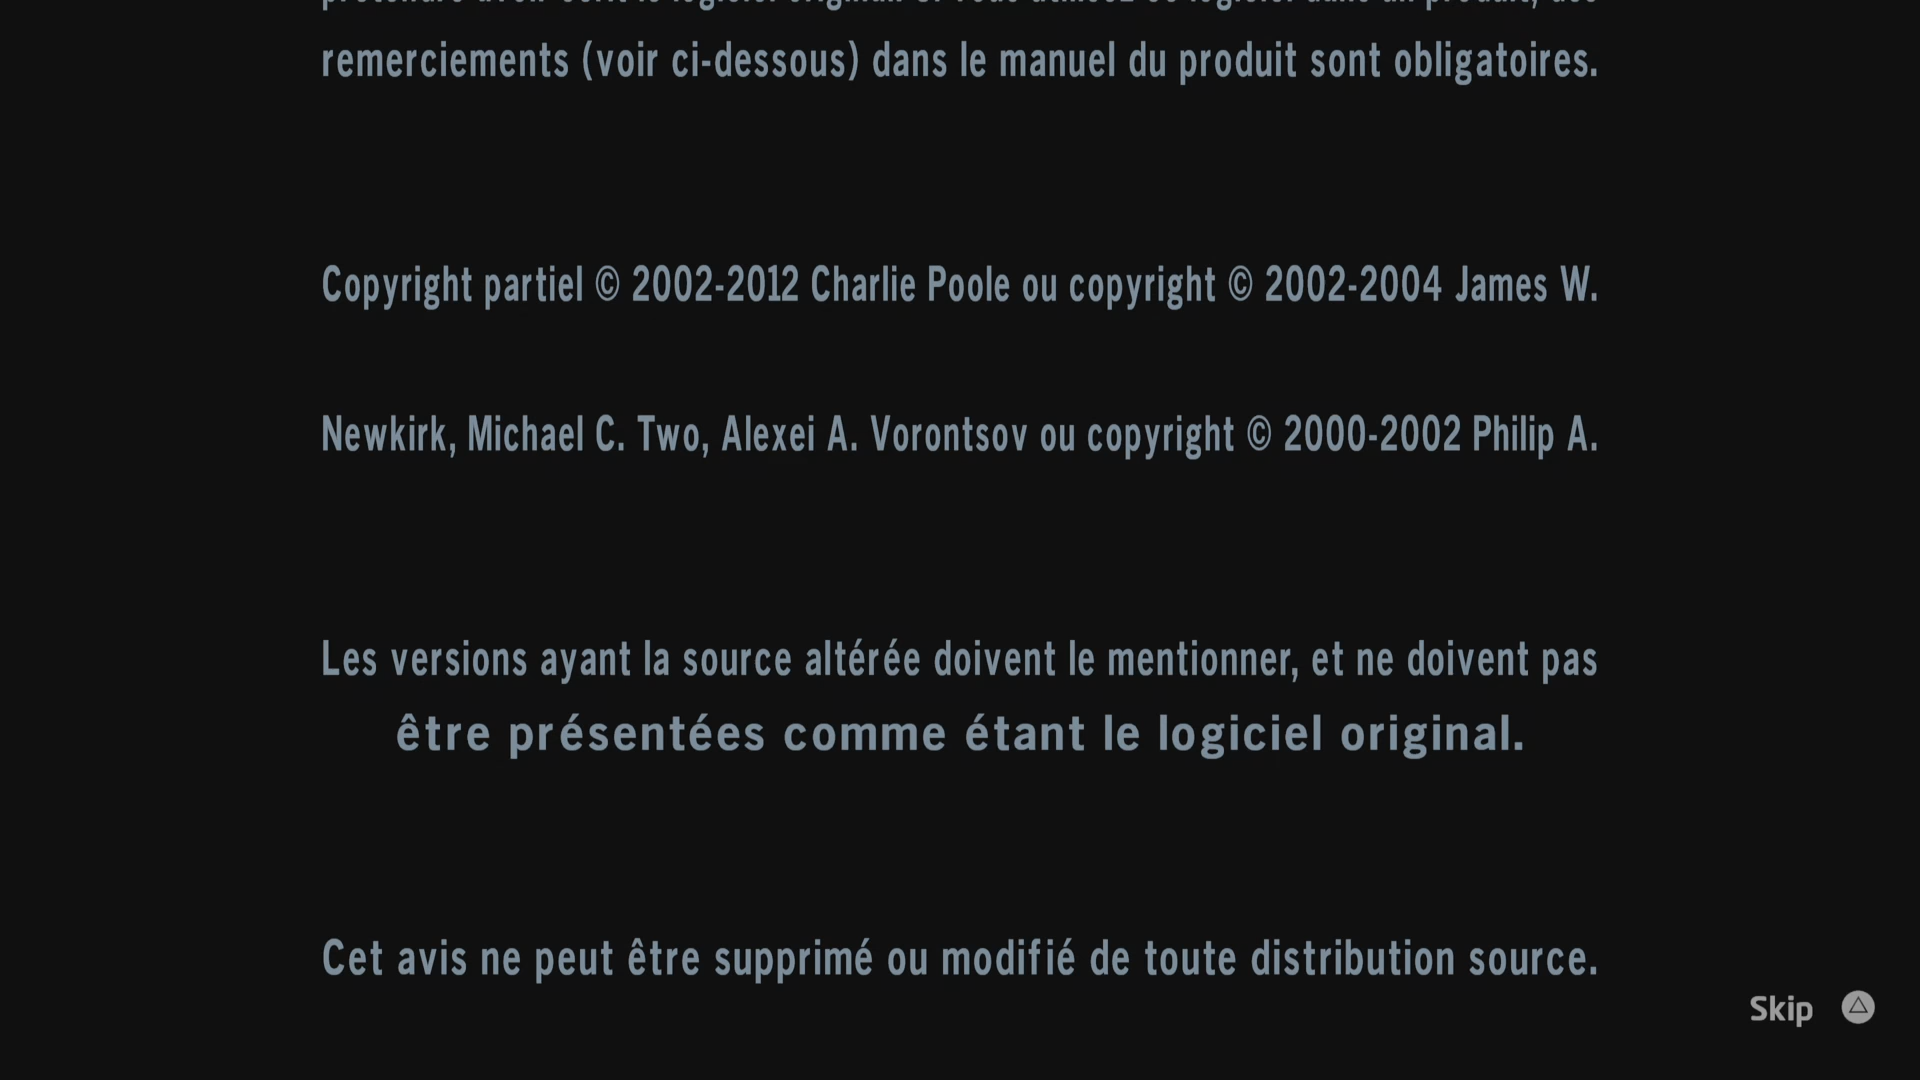 remerciements (voir ci-dessous) dans le manuel du produit sont obligatoires.
Copyright partiel © 2002-2012 Charlie Poole ou copyright © 2002-2004 James W.
Newkirk, Michael C. Two, Alexei A. Vorontsov ou copyright © 2000-2002 Philip A.
Les versions ayant la source altérée doivent le mentionner, et ne doivent pas
être présentées comme étant le logiciel original.
Cet avis ne peut être supprimé ou modifié de toute distribution source.
Skip